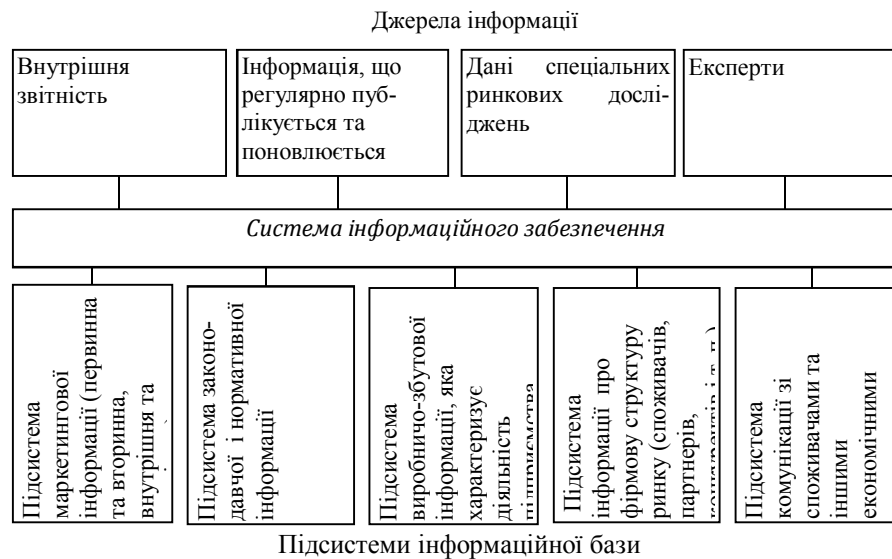 Джерела інформації
Внутрішня
звітність
Інформація, що
регулярно пуб-
лікується та
поновлюється
Дані спеціальних
ринкових дослі-
джень
Експерти
Система інформаційного забезпечення
Підсистема
маркетингової
інформації (первинна
та вторинна,
внутрішня та
Підсистема законо-
давчої і нормативної
інформації
Підсистема
виробничо-збутової
інформації, яка
характеризує
діяльність
підприємства
Підсистема
інформації про
фірмову структуру
ринку (споживачів,
партнерів,
конкурентів і т.п.)
Підсистема
комунікації зі
споживачами та
іншими
економічними
Підсистеми інформаційної бази